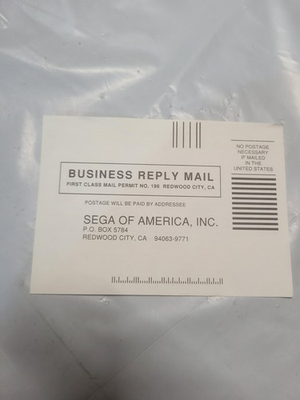 NO POSTAGE
NECESSARY
IF MAILED
IN THE
UNITED STATES
BUSINESS REPLY MAIL
FIRST CLASS MAIL PERMIT NO. 186 REDWOOD CITY, CA
POSTAGE WILL BE PAID BY ADDRESSEE
SEGA OF AMERICA, INC.
P.O. BOX 5784
REDWOOD CITY, CA 94063-9771